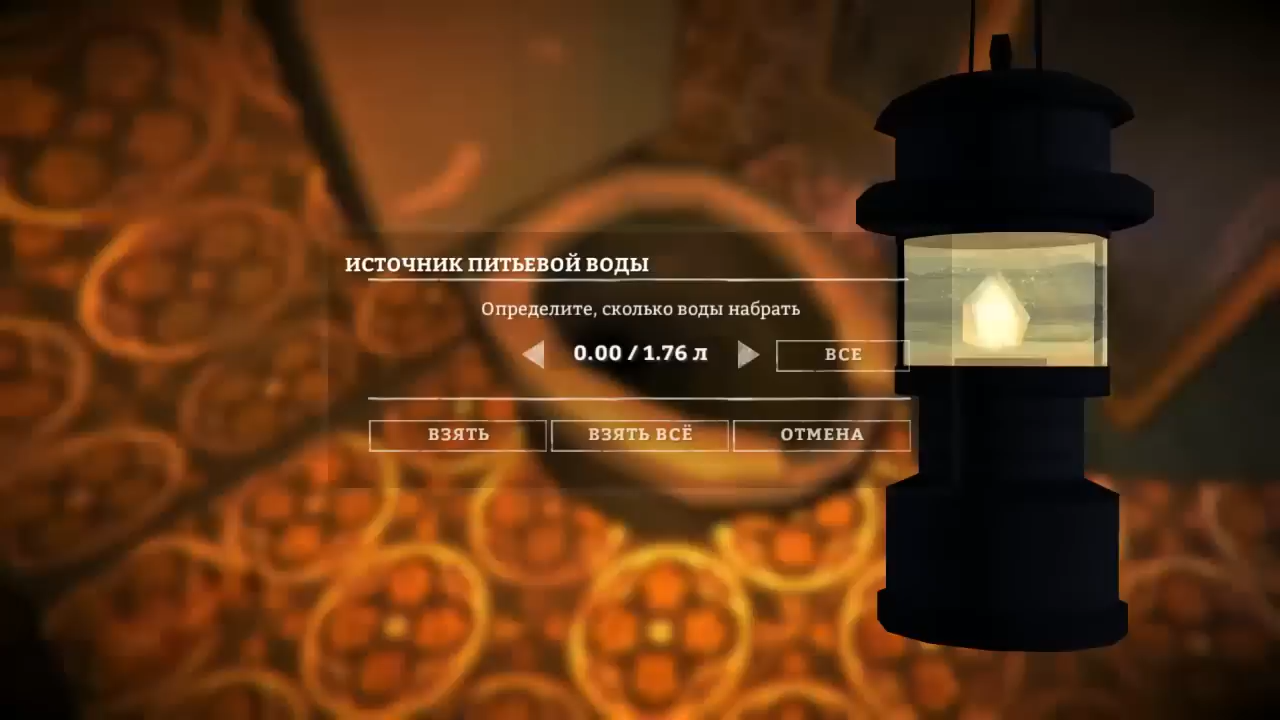 ИСТОЧНИК ПИТЬЕВОЙ ВОДЫ
Определите, сколько воды набрать
0.00 / 1.76 л
ВСЕ
ВЗЯТЬ
ВЗЯТЬ ВСЁ
ОТМЕНА